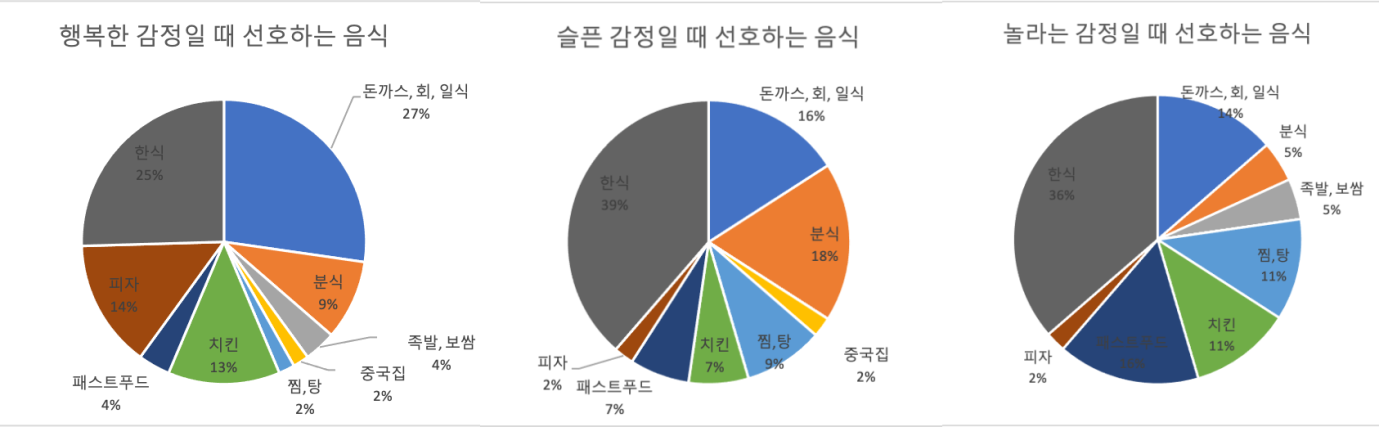 행복한 감정일 때 선호하는 음식
돈까스, 회, 일식
27%
한식
25%
피자
14%
분식
9%
치킨
13%
족발, 보쌈
4%
중국집
2%
찜,탕
2%
패스트푸드
4%
슬픈 감정일 때 선호하는 음식
돈까스, 회, 일식
16%
한식
39%
분식
18%
치킨
7%
찜,탕
9%
중국집
2%
피자
2%
패스트푸드
7%
놀라는 감정일 때 선호하는 음식
돈까스, 회, 일식
14%
분식
5%
한식
36%
족발, 보쌈
5%
찜,탕
11%
치킨
11%
패스트푸드
피자
2%